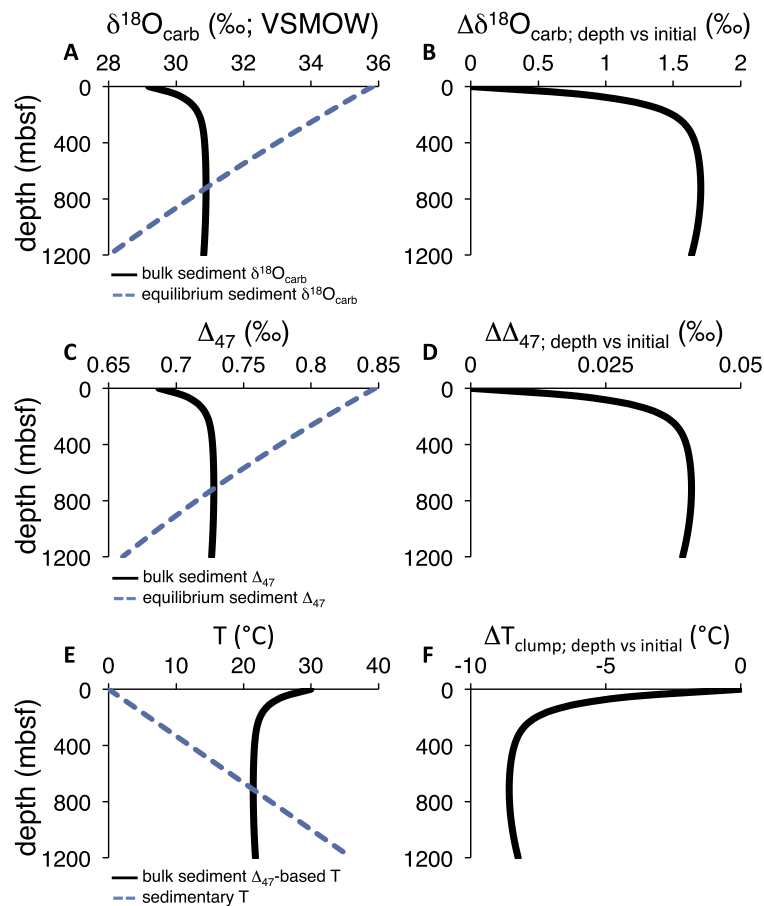 A δ¹⁸Ocarb (‰; VSMOW)
28 30 32 34 36
depth (mbsf)
0
400
800
1200
bulk sediment δ¹⁸Ocarb
equilibrium sediment δ¹⁸Ocarb
B Δδ¹⁸Ocarb; depth vs initial (‰)
0 0.5 1 1.5 2
0
400
800
1200
C Δ47 (‰)
0.65 0.7 0.75 0.8 0.85
depth (mbsf)
0
400
800
1200
bulk sediment Δ47
equilibrium sediment Δ47
D ΔΔ47; depth vs initial (‰)
0 0.025 0.05
0
400
800
1200
E T (°C)
0 10 20 30 40
depth (mbsf)
0
400
800
1200
bulk sediment Δ47-based T
sedimentary T
F ΔTclump; depth vs initial (°C)
-10 -5 0
0
400
800
1200